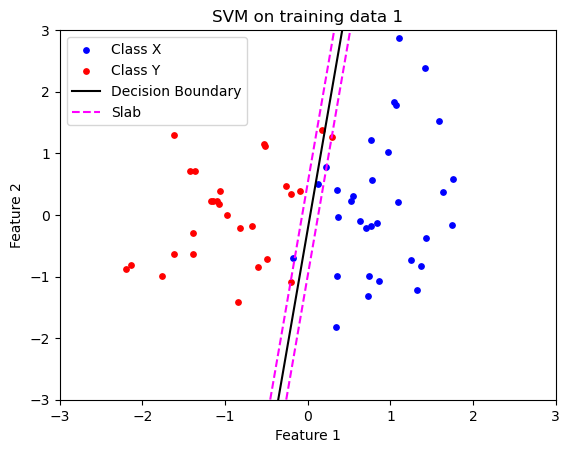 SVM on training data 1
Class X
Class Y
Decision Boundary
Slab
3
2
1
0
−1
−2
−3
Feature 2
−3 −2 −1 0 1 2 3
Feature 1